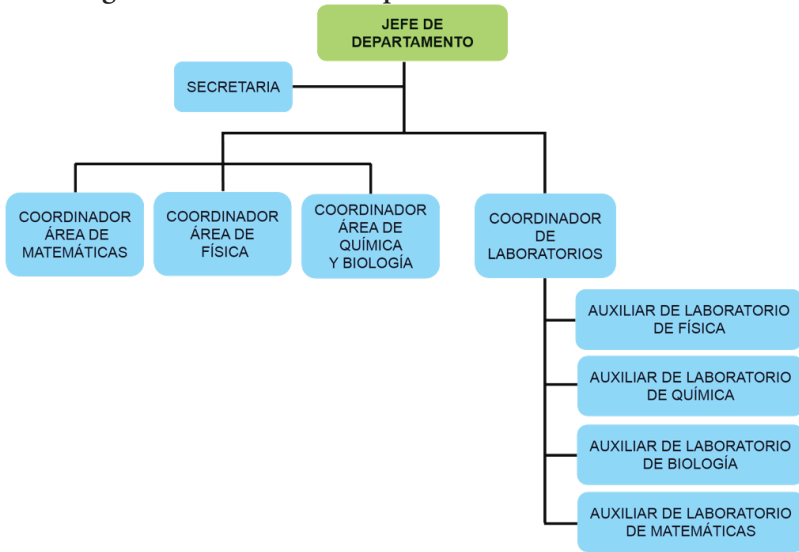 JEFE DE
DEPARTAMENTO
SECRETARIA
COORDINADOR
ÁREA DE
MATEMÁTICAS
COORDINADOR
ÁREA DE
FÍSICA
COORDINADOR
ÁREA DE
QUÍMICA
Y BIOLOGÍA
COORDINADOR
DE
LABORATORIOS
AUXILIAR DE LABORATORIO
DE FÍSICA
AUXILIAR DE LABORATORIO
DE QUÍMICA
AUXILIAR DE LABORATORIO
DE BIOLOGÍA
AUXILIAR DE LABORATORIO
DE MATEMÁTICAS